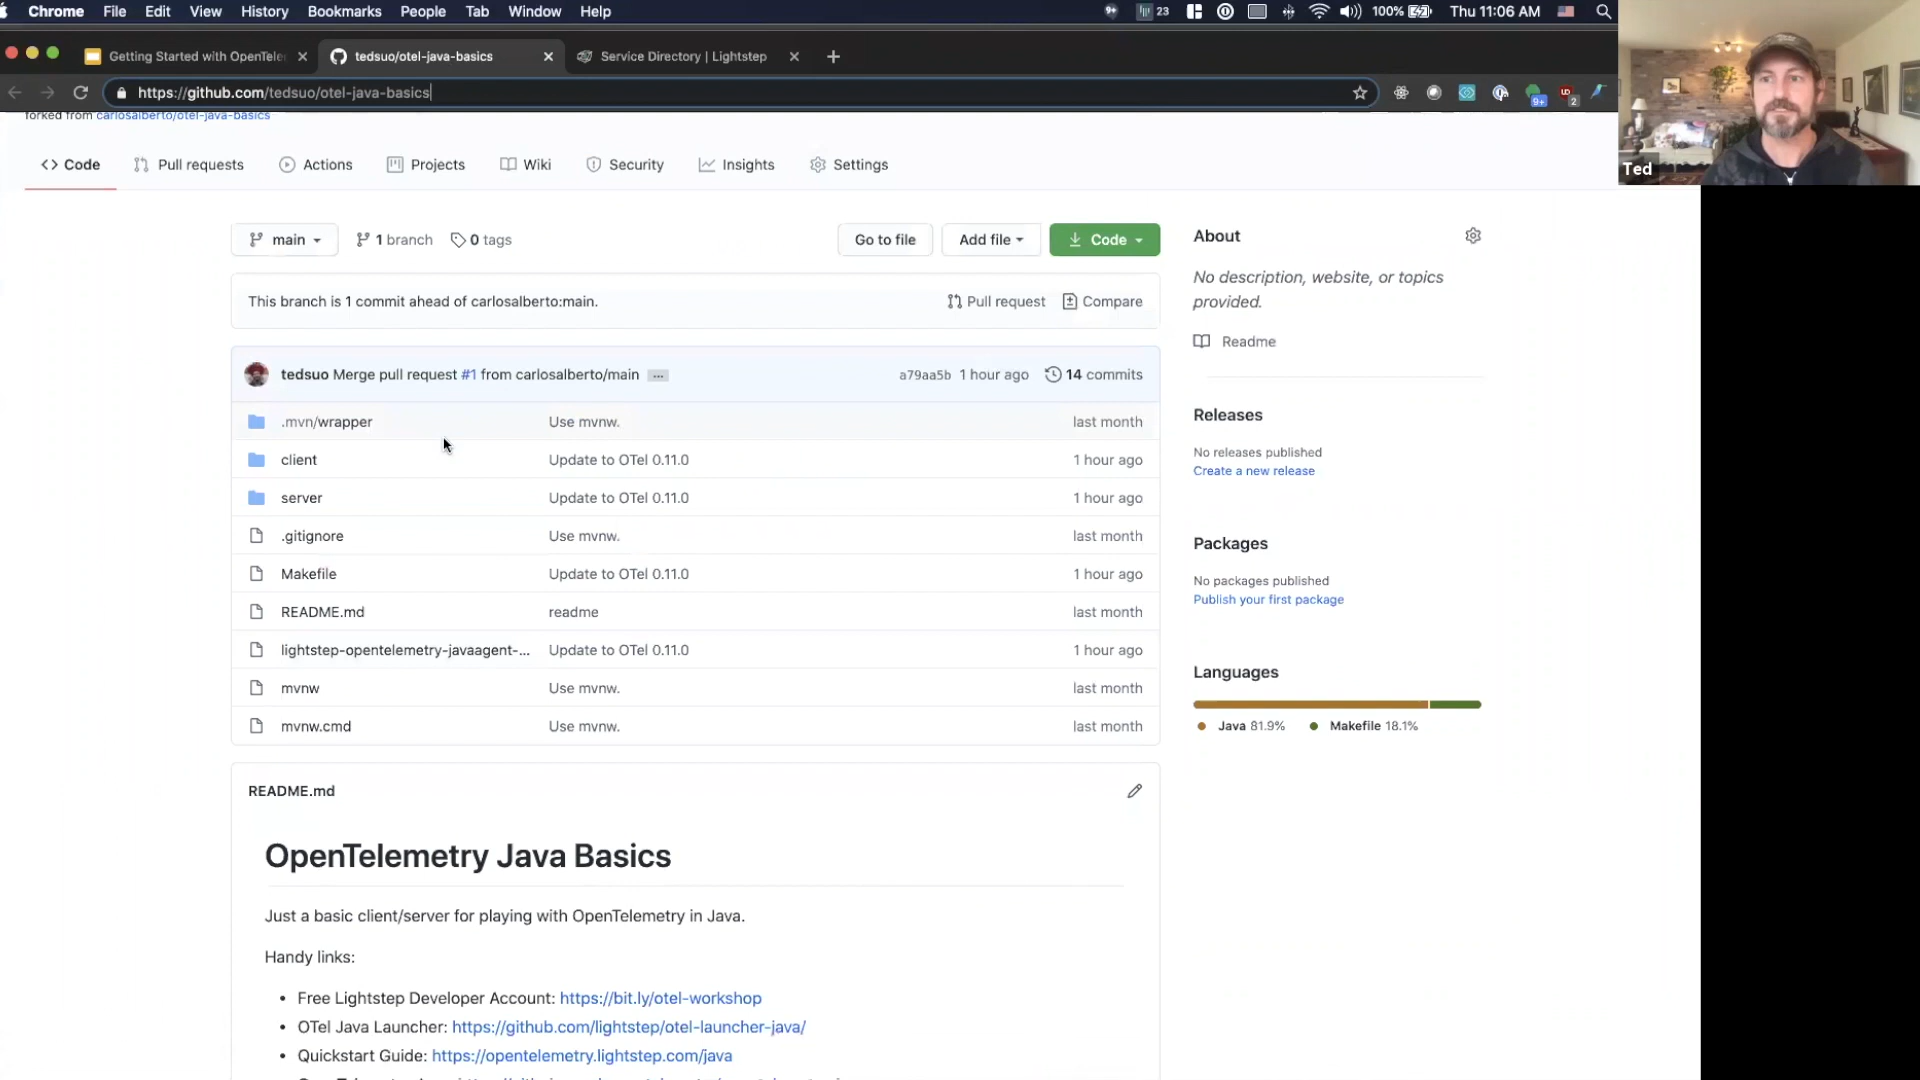 Chrome File Edit View History Bookmarks People Tab Window Help 9+ 23 100% Thu 11:06 AM
Getting Started with OpenTele
tedsuo/otel-java-basics
Service Directory | Lightstep
https://github.com/tedsuo/otel-java-basics
9+ 2
Ted
forked from carlosalberto/otel-java-basics
<> Code Pull requests Actions Projects Wiki Security Insights Settings
main 1 branch 0 tags Go to file Add file Code
This branch is 1 commit ahead of carlosalberto:main. Pull request Compare
tedsuo Merge pull request #1 from carlosalberto/main ... a79aa5b 1 hour ago 14 commits
.mvn/wrapper Use mvnw. last month
client Update to OTel 0.11.0 1 hour ago
server Update to OTel 0.11.0 1 hour ago
.gitignore Use mvnw. last month
Makefile Update to OTel 0.11.0 1 hour ago
README.md readme last month
lightstep-opentelemetry-javaagent-... Update to OTel 0.11.0 1 hour ago
mvnw Use mvnw. last month
mvnw.cmd Use mvnw. last month
About
No description, website, or topics
provided.
Readme
Releases
No releases published
Create a new release
Packages
No packages published
Publish your first package
Languages
Java 81.9% Makefile 18.1%
README.md
OpenTelemetry Java Basics
Just a basic client/server for playing with OpenTelemetry in Java.
Handy links:
• Free Lightstep Developer Account: https://bit.ly/otel-workshop
• OTel Java Launcher: https://github.com/lightstep/otel-launcher-java/
• Quickstart Guide: https://opentelemetry.lightstep.com/java